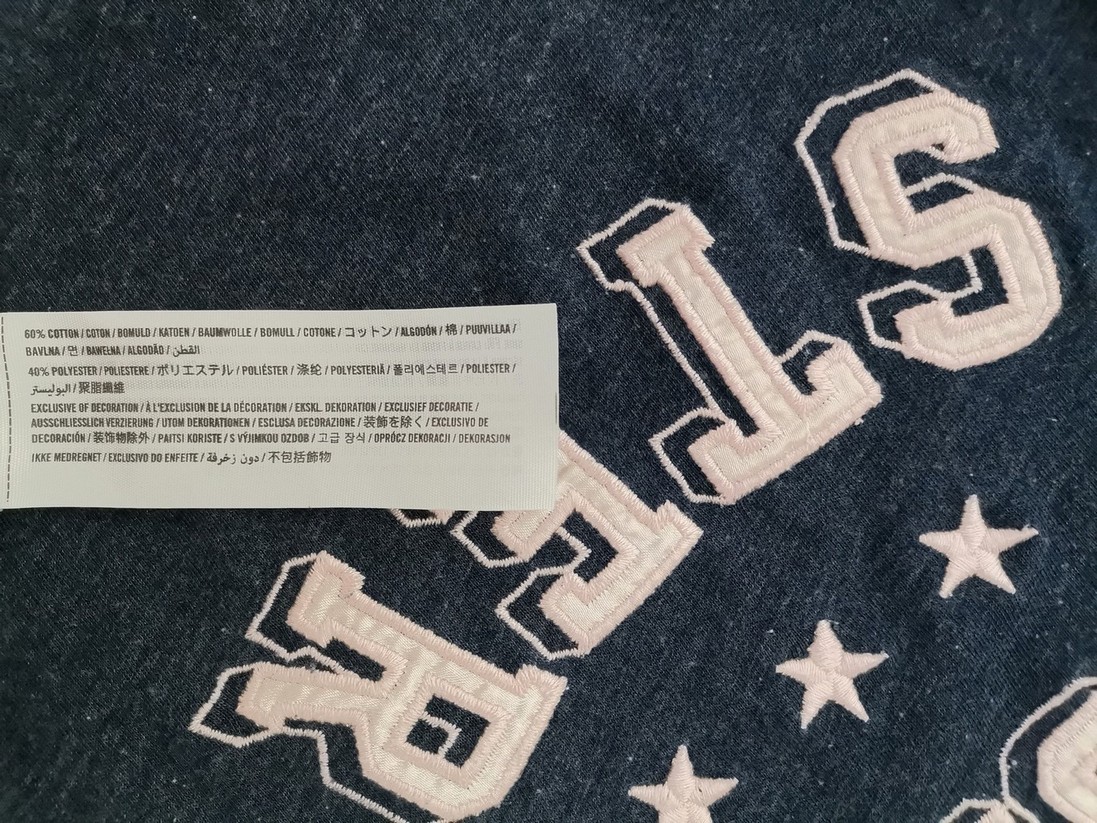 60% COTTON / COTON / BOMULD / KATOEN / BAUMWOLLE / BOMULL / COTONE / コットン / ALGODÓN / 棉 / PUUVILLAA /
BAVLNA / 면 / BAWEŁNA / ALGODÃO / القطن
40% POLYESTER / POLIESTERE / ポリエステル / POLIÉSTER / 涤纶 / POLYESTERIÄ / 폴리에스테르 / POLIESTER /
البوليستر / 聚脂纖維
EXCLUSIVE OF DECORATION / À L'EXCLUSION DE LA DÉCORATION / EKSKL. DEKORATION / EXCLUSIEF DECORATIE /
AUSSCHLIESSLICH VERZIERUNG / UTOM DEKORATIONEN / ESCLUSA DECORAZIONE / 装飾を除く / EXCLUSIVO DE
DECORACIÓN / 装饰物除外 / PAITSI KORISTE / S VÝJIMKOU OZDOB / 고급 장식 / OPRÓCZ DEKORACJI / DEKORASJON
IKKE MEDREGNET / EXCLUSIVO DO ENFEITE / دون زخرفة / 不包括飾物
STER